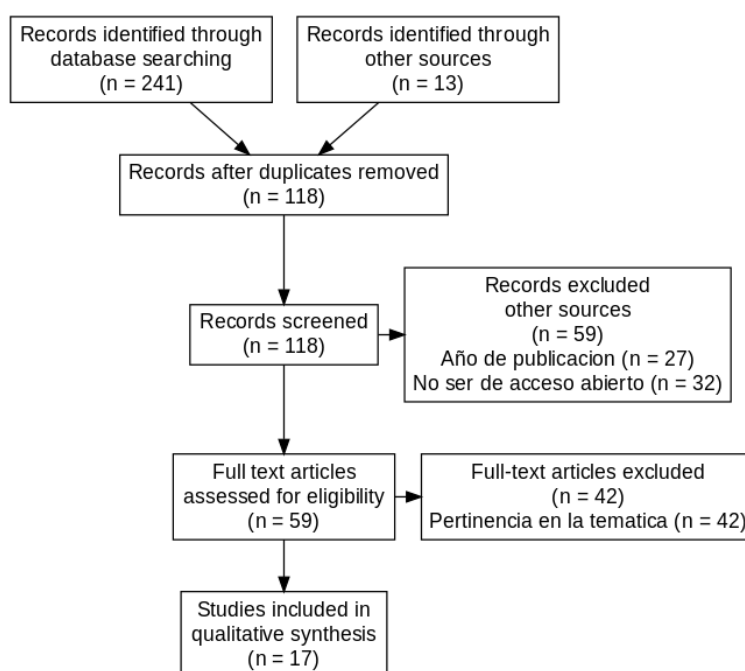 Records identified through
database searching
(n = 241)
Records identified through
other sources
(n = 13)
Records after duplicates removed
(n = 118)
Records screened
(n = 118)
Records excluded
other sources
(n = 59)
Año de publicacion (n = 27)
No ser de acceso abierto (n = 32)
Full text articles
assessed for eligibility
(n = 59)
Full-text articles excluded
(n = 42)
Pertinencia en la tematica (n = 42)
Studies included in
qualitative synthesis
(n = 17)